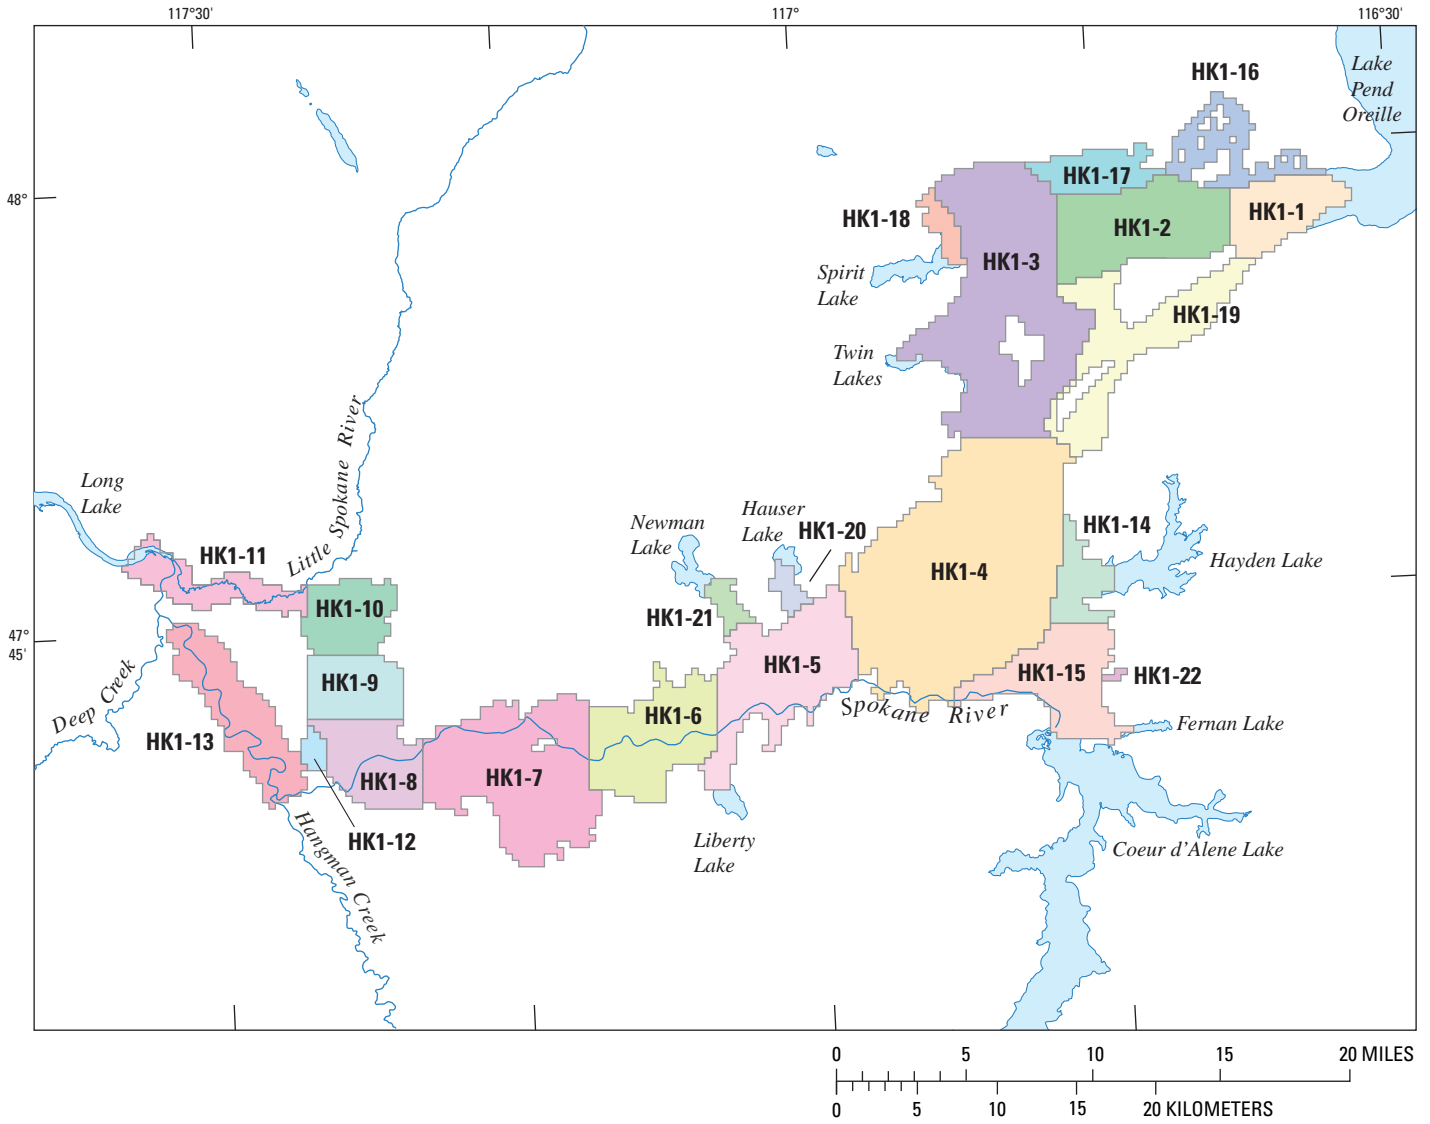 117°30'
117°
116°30'
Lake
Pend
Oreille
HK1-16
HK1-17
48°
HK1-18
HK1-2
HK1-1
HK1-3
Spirit
Lake
HK1-19
Twin
Lakes
Little Spokane River
Long
Lake
Newman
Lake
Hauser
Lake
HK1-20
HK1-14
HK1-11
HK1-4
Hayden Lake
HK1-10
HK1-21
47°
45'
HK1-5
HK1-15
HK1-22
HK1-9
Deep Creek
Spokane River
HK1-6
Fernan Lake
HK1-13
HK1-8
HK1-7
HK1-12
Hangman Creek
Liberty
Lake
Coeur d'Alene Lake
0 5 10 15 20 MILES
0 5 10 15 20 KILOMETERS